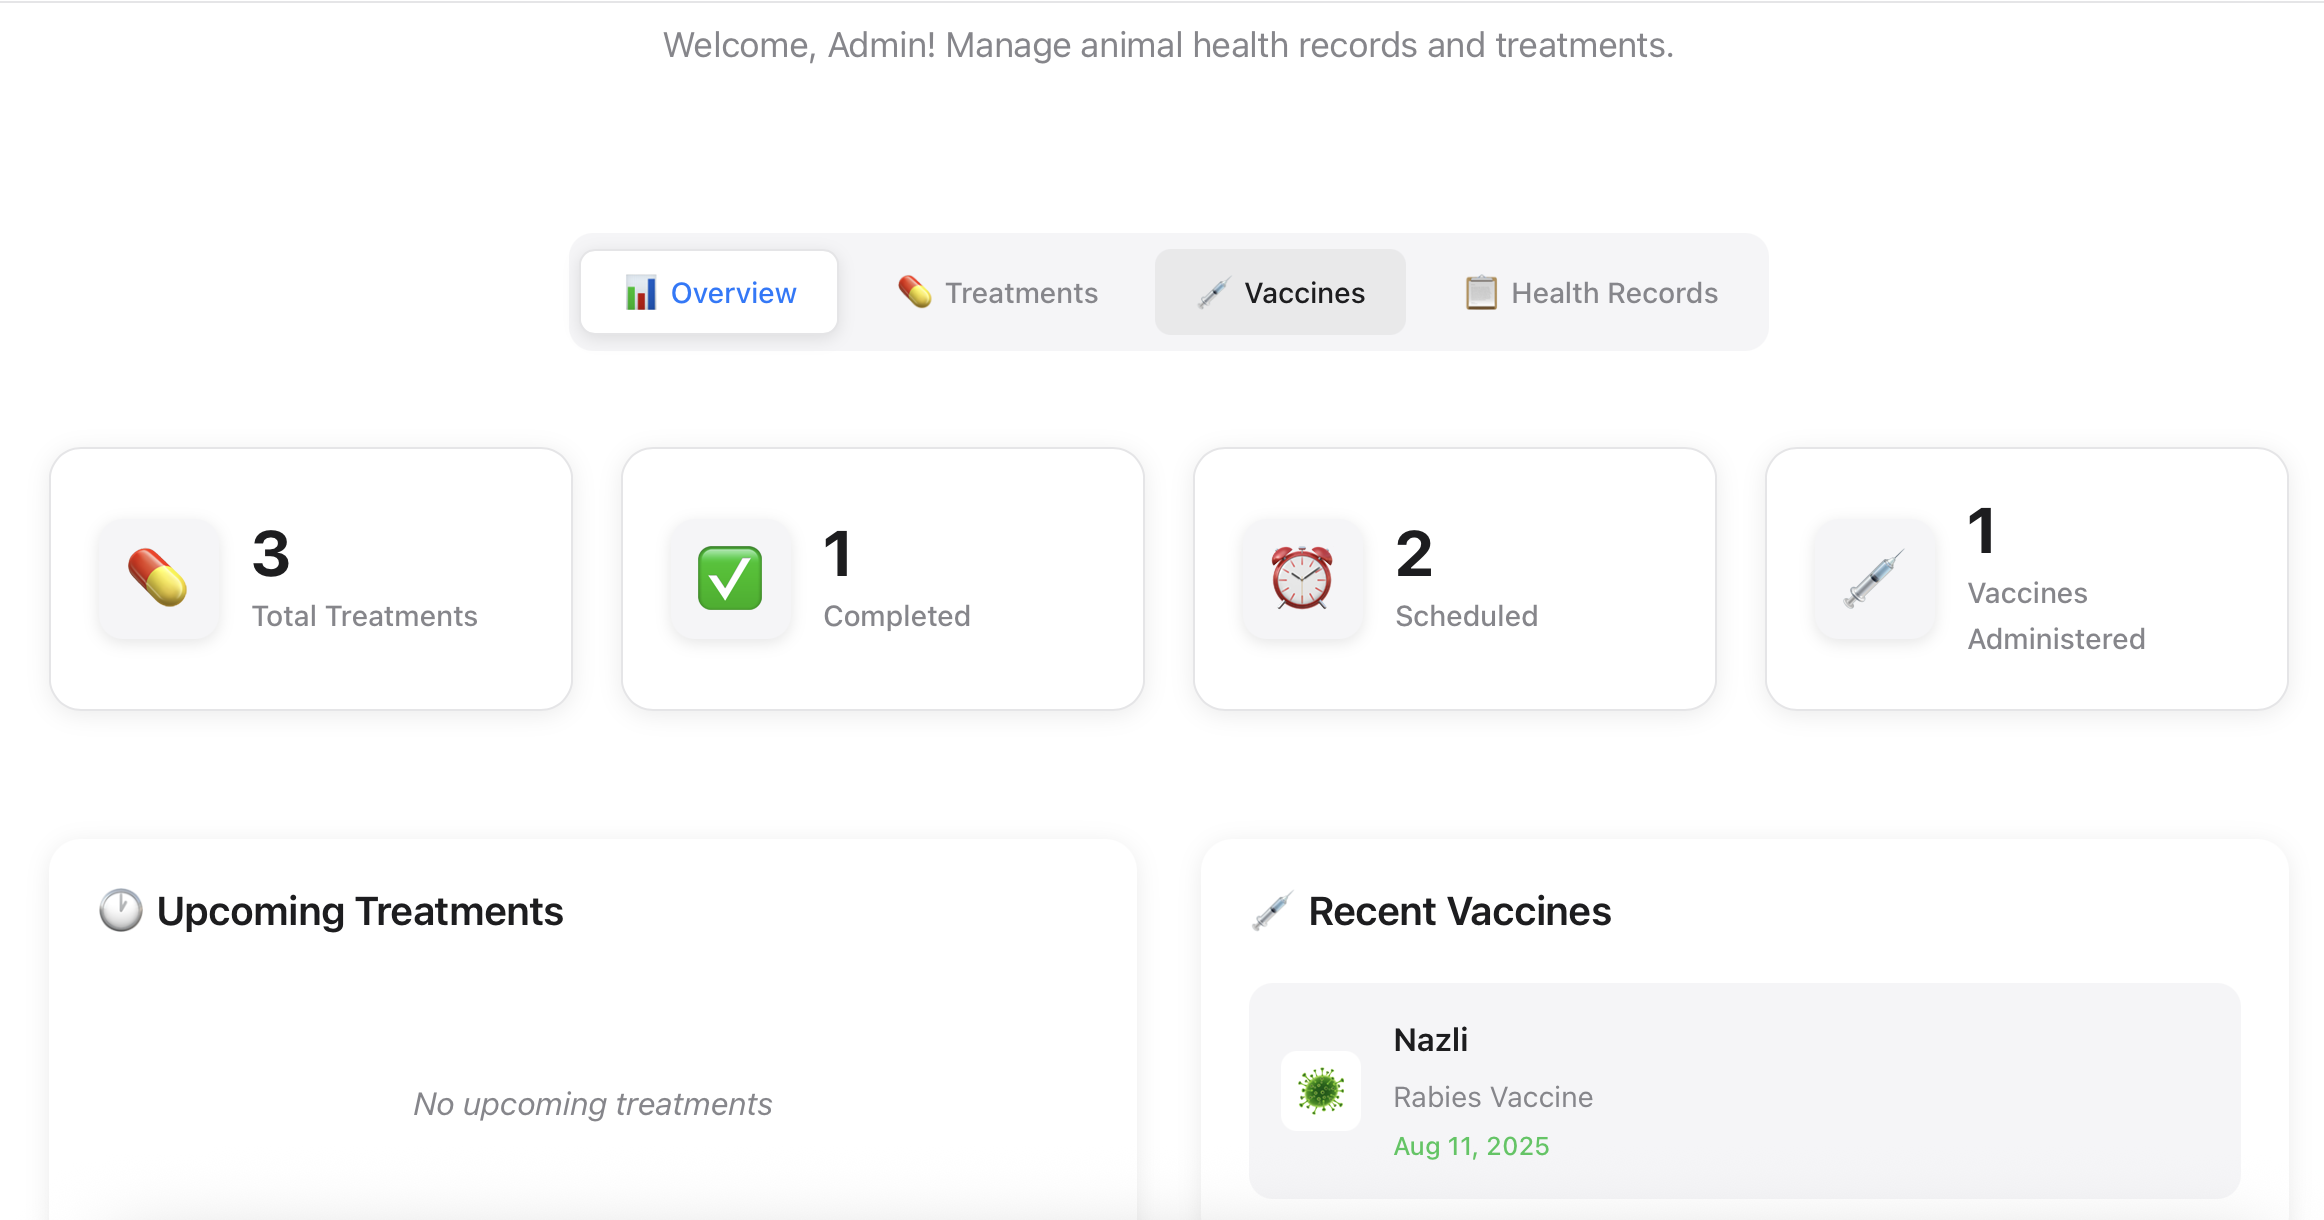 Welcome, Admin! Manage animal health records and treatments.
Overview
Treatments
Vaccines
Health Records
3
Total Treatments
1
Completed
2
Scheduled
1
Vaccines
Administered
Upcoming Treatments
No upcoming treatments
Recent Vaccines
Nazli
Rabies Vaccine
Aug 11, 2025